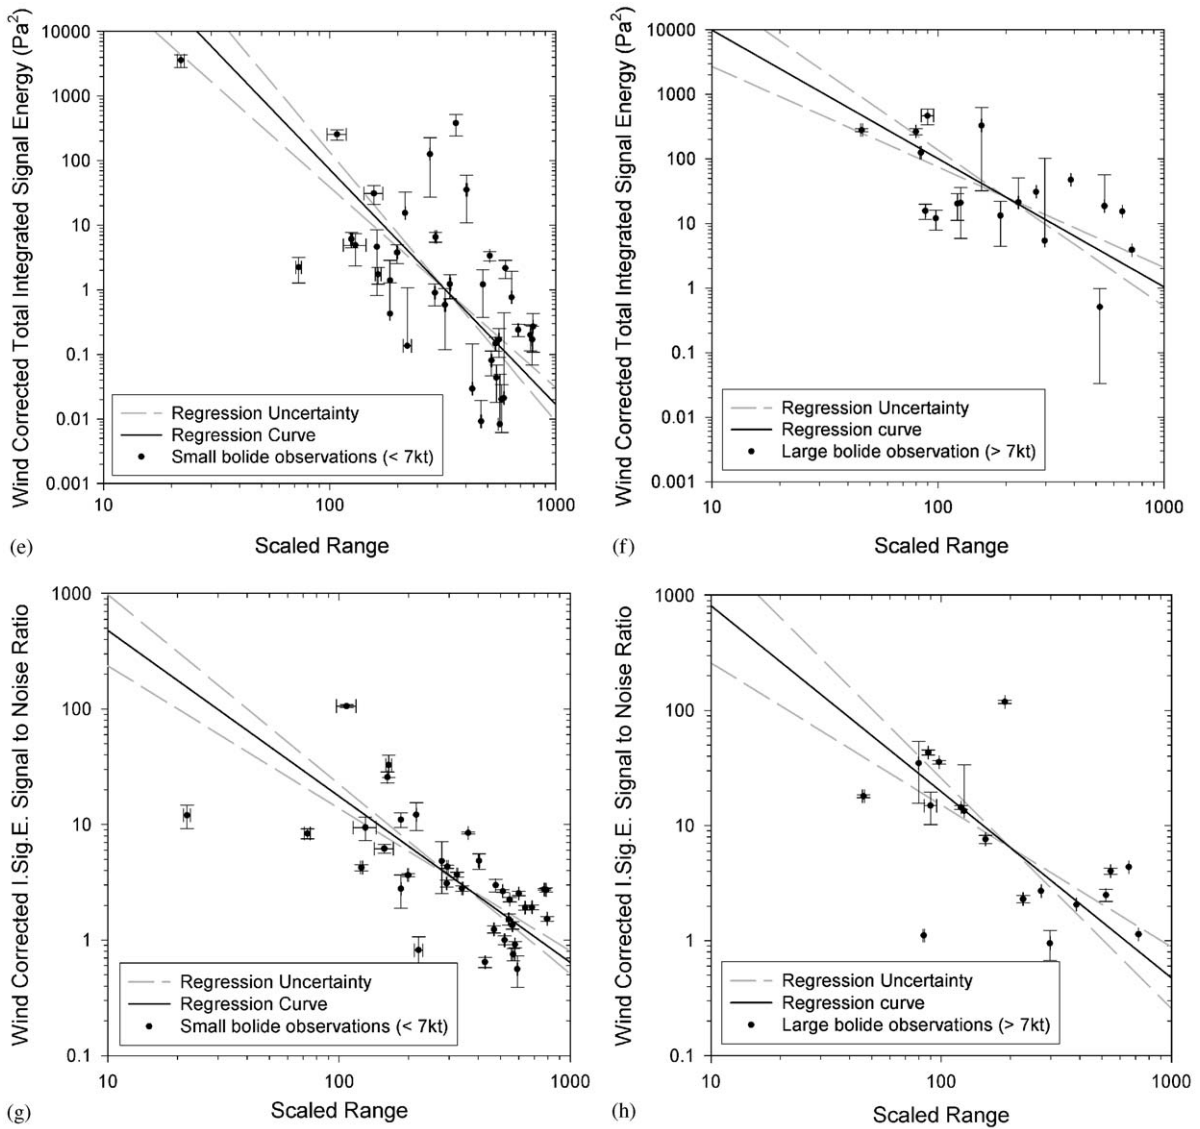 Wind Corrected Total Integrated Signal Energy (Pa²)
10000
1000
100
10
1
0.1
0.01
0.001
Regression Uncertainty
Regression Curve
Small bolide observations (< 7kt)
10
100
1000
(e)
Scaled Range
Wind Corrected Total Integrated Signal Energy (Pa²)
10000
1000
100
10
1
0.1
0.01
0.001
Regression Uncertainty
Regression curve
Large bolide observation (> 7kt)
10
100
1000
(f)
Scaled Range
Wind Corrected I.Sig.E. Signal to Noise Ratio
1000
100
10
1
0.1
Regression Uncertainty
Regression Curve
Small bolide observations (< 7kt)
10
100
1000
(g)
Scaled Range
Wind Corrected I.Sig.E. Signal to Noise Ratio
1000
100
10
1
0.1
Regression Uncertainty
Regression curve
Large bolide observations (> 7kt)
10
100
1000
(h)
Scaled Range